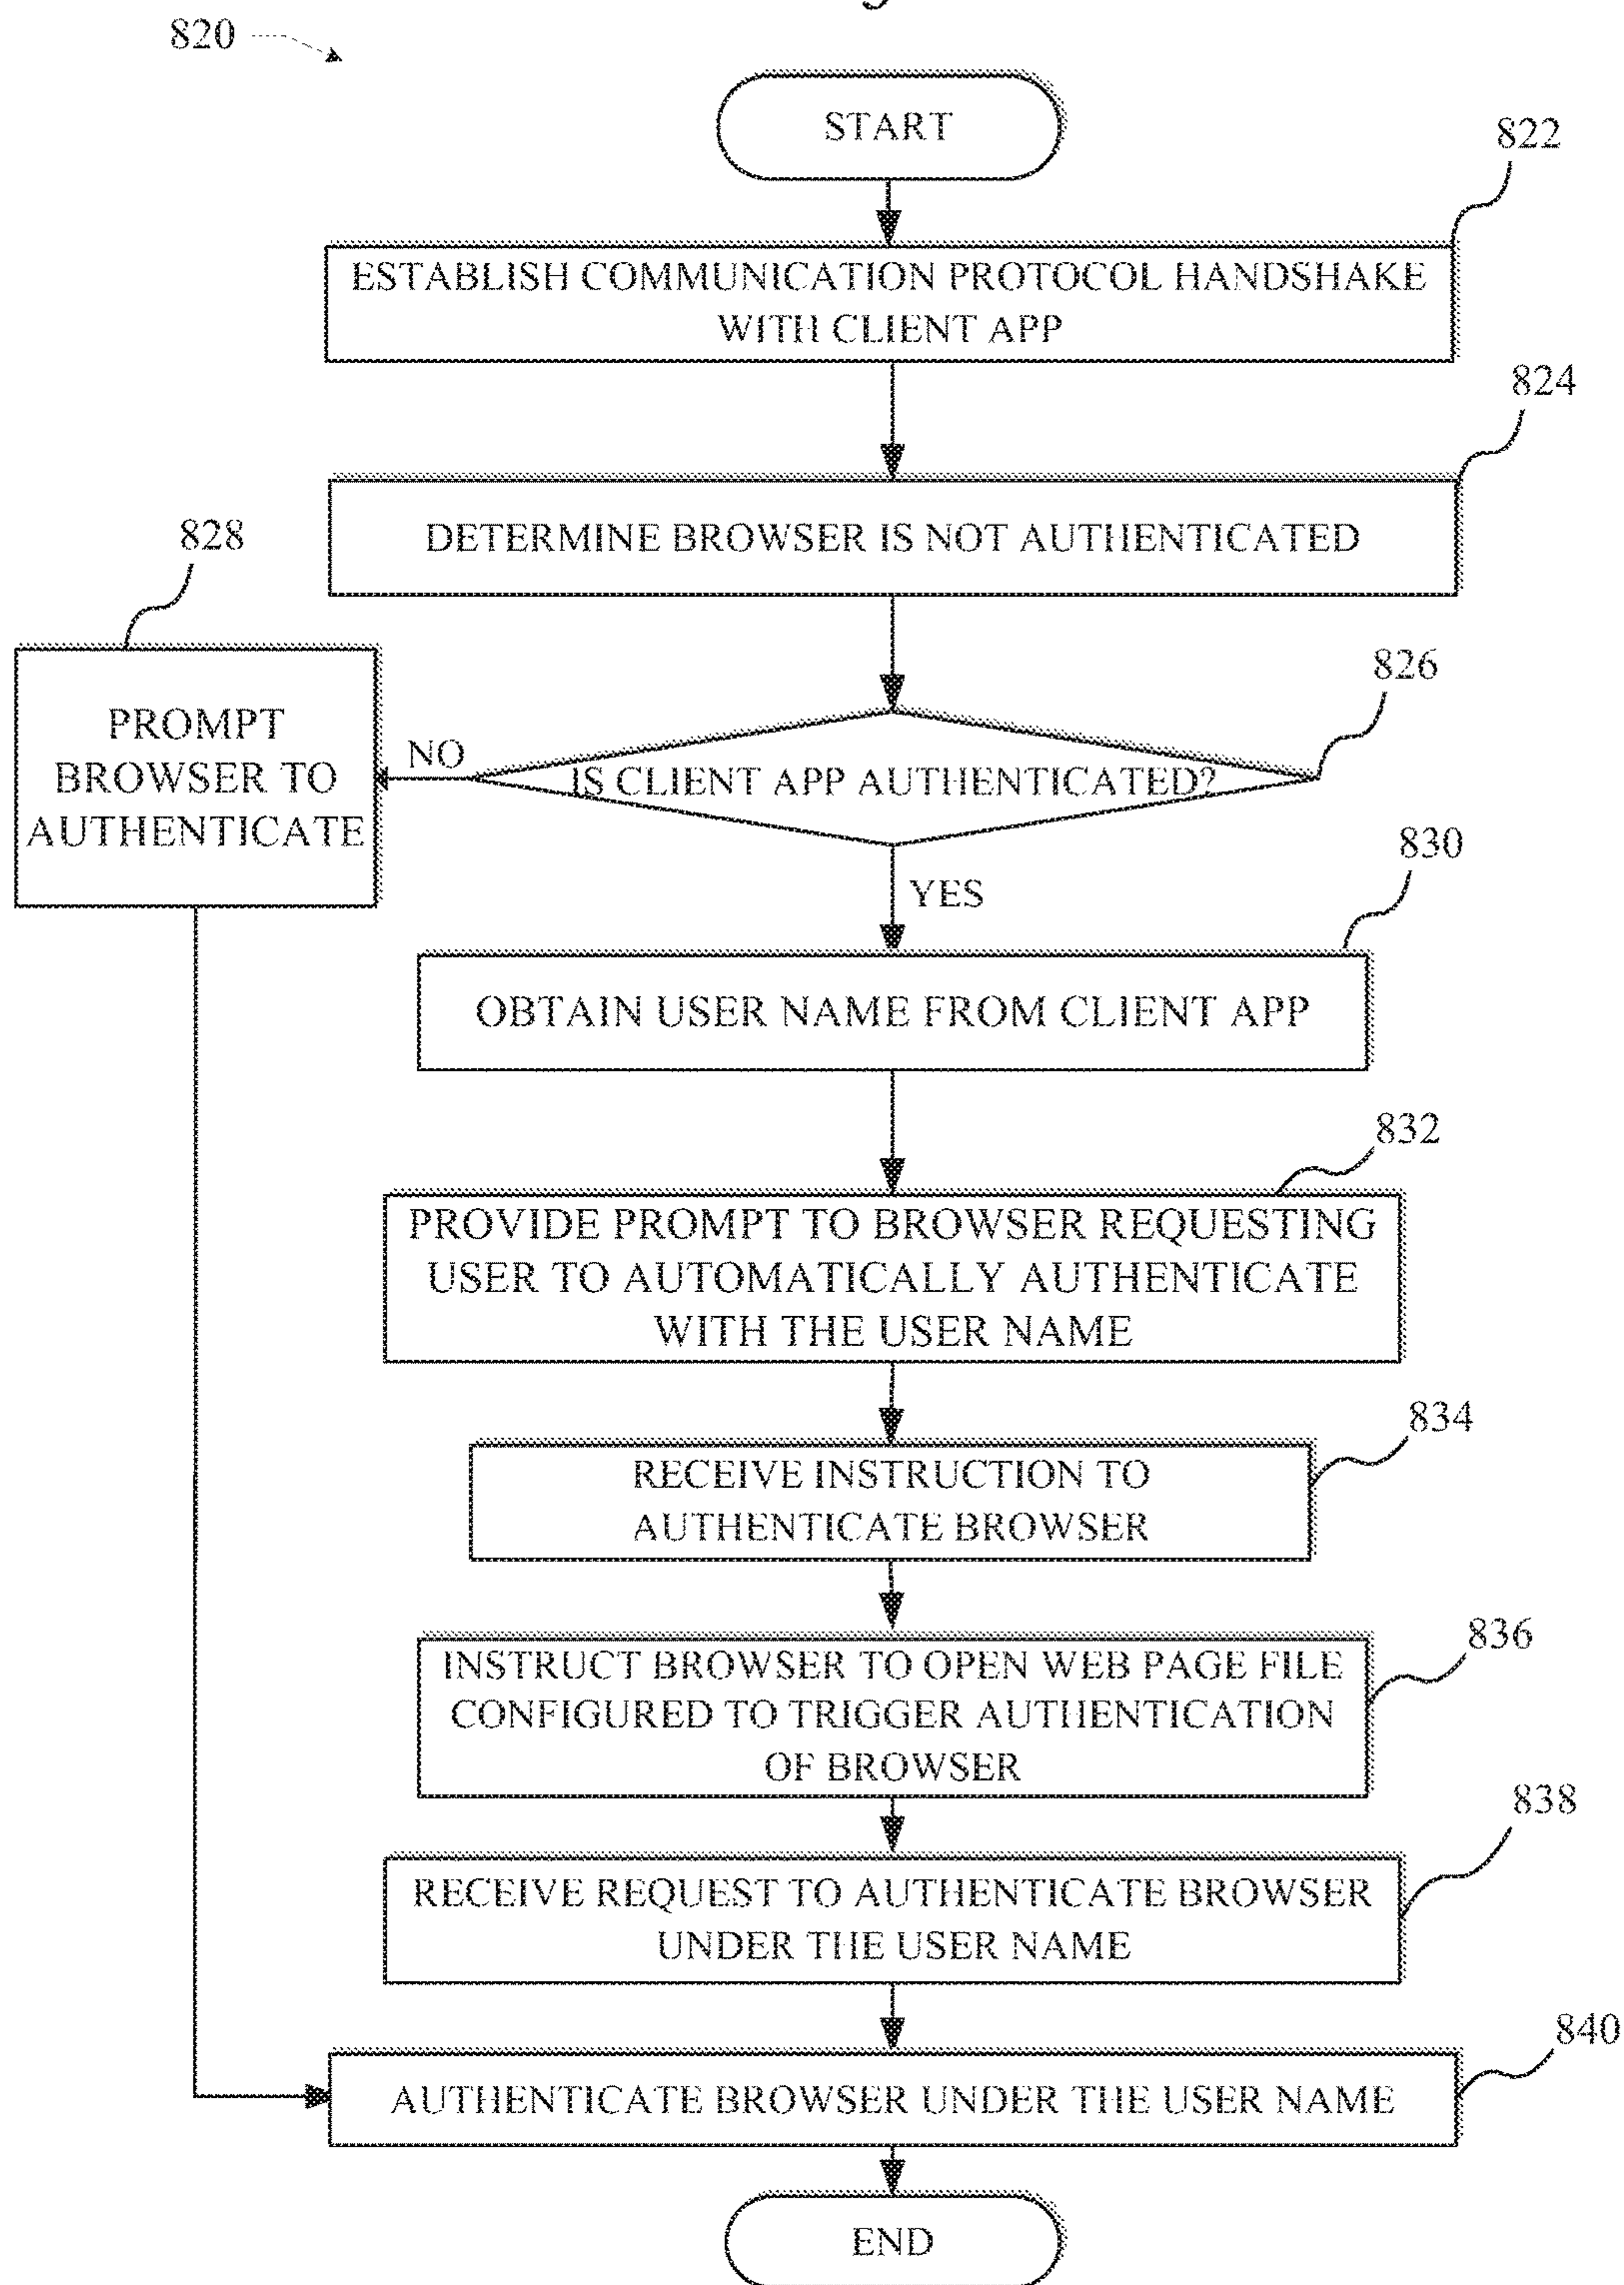 820
START
822
ESTABLISH COMMUNICATION PROTOCOL HANDSHAKE
WITH CLIENT APP
824
DETERMINE BROWSER IS NOT AUTHENTICATED
828
PROMPT
BROWSER TO
AUTHENTICATE
NO
826
IS CLIENT APP AUTHENTICATED?
YES
830
OBTAIN USER NAME FROM CLIENT APP
832
PROVIDE PROMPT TO BROWSER REQUESTING
USER TO AUTOMATICALLY AUTHENTICATE
WITH THE USER NAME
834
RECEIVE INSTRUCTION TO
AUTHENTICATE BROWSER
836
INSTRUCT BROWSER TO OPEN WEB PAGE FILE
CONFIGURED TO TRIGGER AUTHENTICATION
OF BROWSER
838
RECEIVE REQUEST TO AUTHENTICATE BROWSER
UNDER THE USER NAME
840
AUTHENTICATE BROWSER UNDER THE USER NAME
END